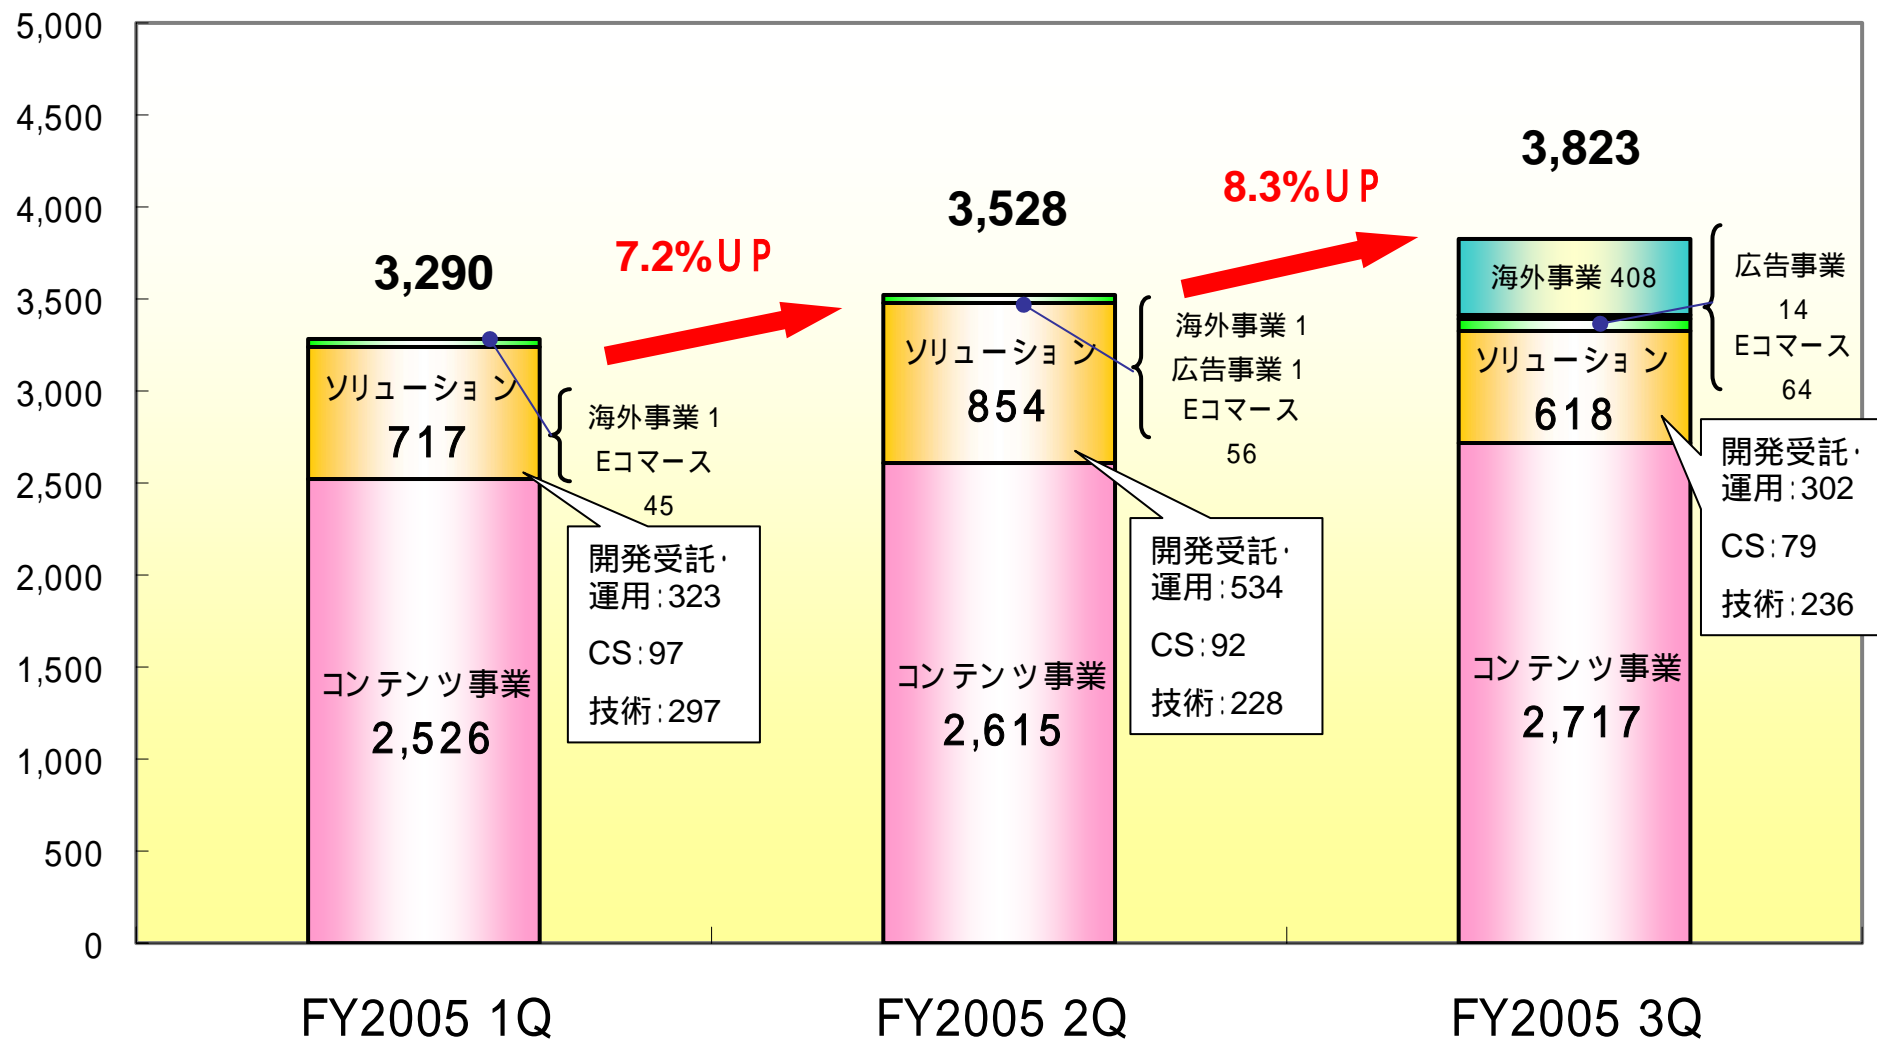 5,000
4,500
4,000
3,500
3,000
2,500
2,000
1,500
1,000
500
0
3,290
7.2%UP
3,528
8.3%UP
3,823
ソリューション
717
コンテンツ事業
2,526
海外事業 1
Eコマース
45
開発受託・
運用:323
CS:97
技術:297
ソリューション
854
コンテンツ事業
2,615
海外事業 1
広告事業 1
Eコマース
56
開発受託・
運用:534
CS:92
技術:228
海外事業 408
ソリューション
618
コンテンツ事業
2,717
広告事業
14
Eコマース
64
開発受託・
運用:302
CS:79
技術:236
FY2005 1Q
FY2005 2Q
FY2005 3Q